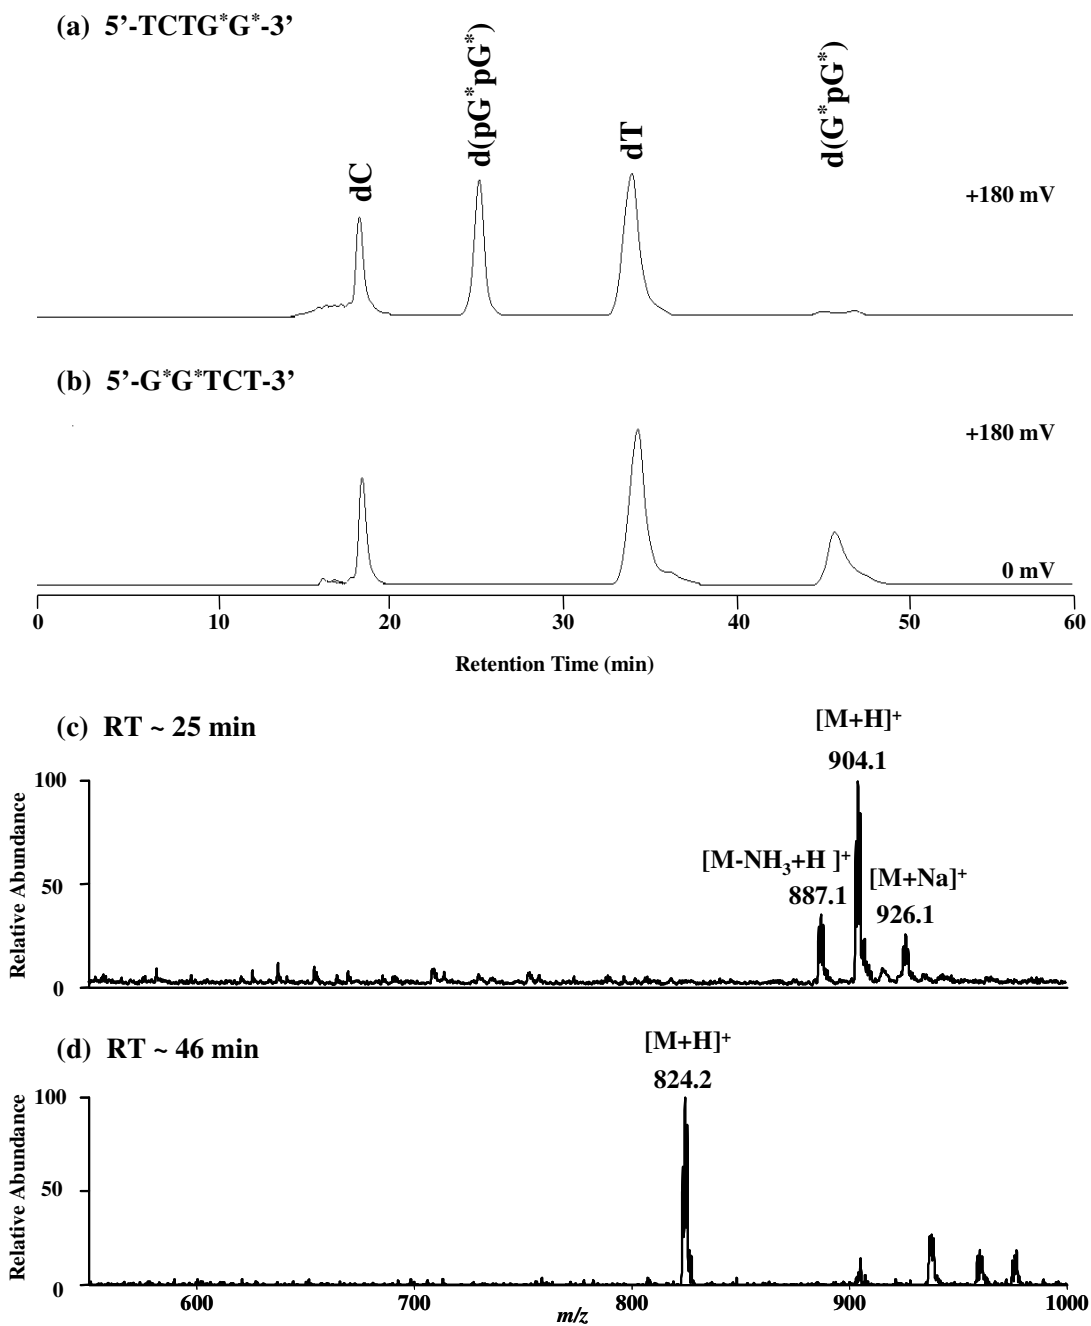 (a) 5’-TCTG*G*-3’
dC
d(pG*pG*)
dT
d(G*pG*)
+180 mV
(b) 5’-G*G*TCT-3’
+180 mV
0 mV
0 10 20 30 40 50 60
Retention Time (min)
(c) RT ~ 25 min
[M+H]⁺
904.1
[M-NH₃+H ]⁺
887.1
[M+Na]⁺
926.1
100
50
0
Relative Abundance
(d) RT ~ 46 min
[M+H]⁺
824.2
100
50
0
Relative Abundance
600 700 800 900 1000
m/z